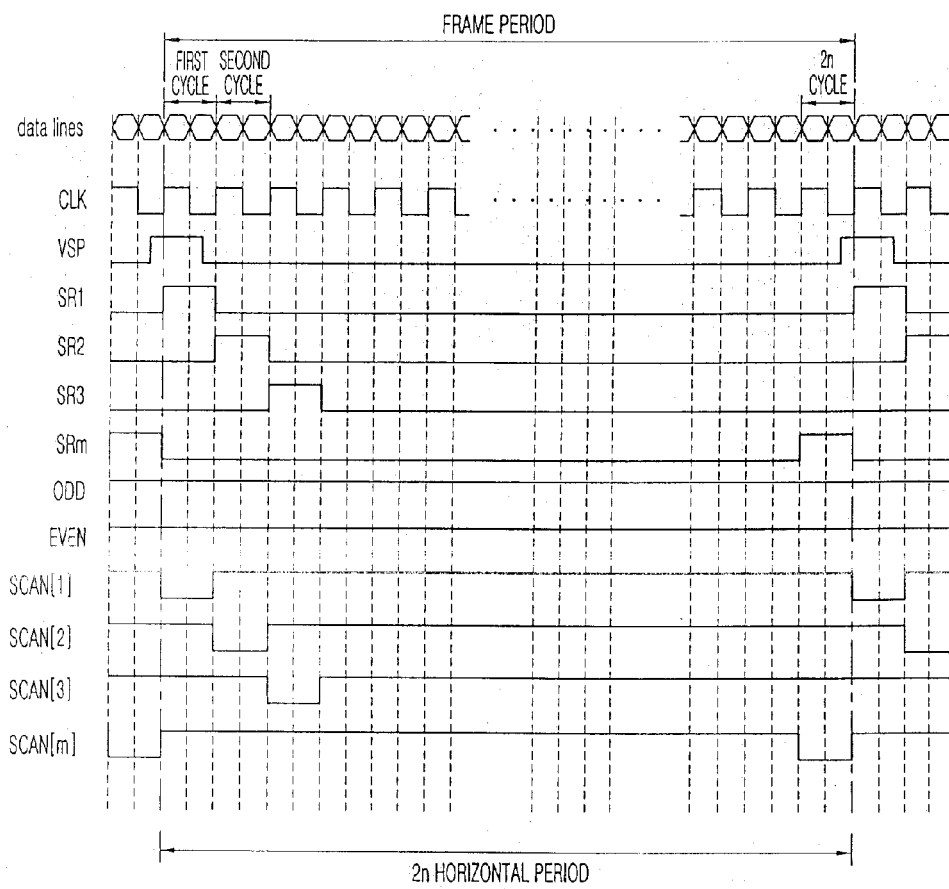 FRAME PERIOD
FIRST CYCLE
SECOND CYCLE
2n CYCLE
data lines
CLK
VSP
SR1
SR2
SR3
SRm
ODD
EVEN
SCAN[1]
SCAN[2]
SCAN[3]
SCAN[m]
2n HORIZONTAL PERIOD